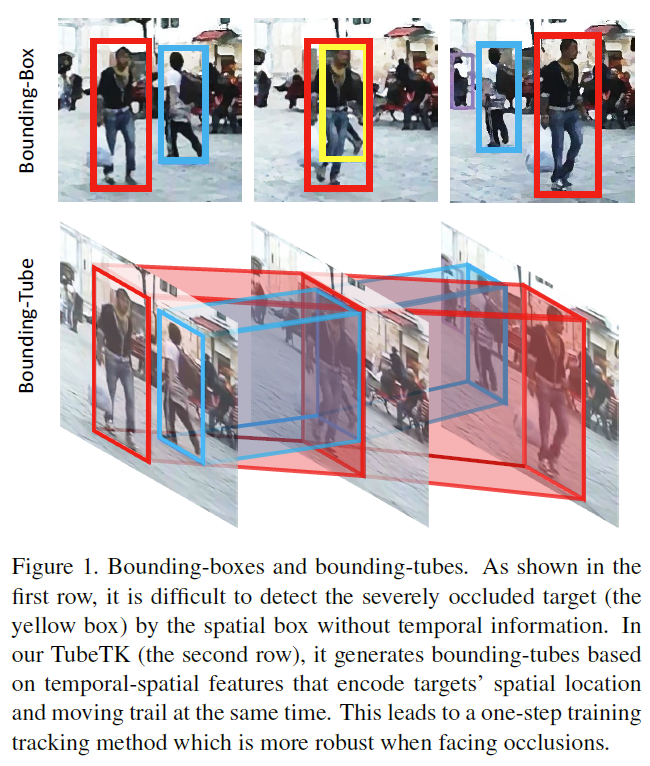 Bounding-Box
Bounding-Tube
Figure 1. Bounding-boxes and bounding-tubes. As shown in the
first row, it is difficult to detect the severely occluded target (the
yellow box) by the spatial box without temporal information. In
our TubeTK (the second row), it generates bounding-tubes based
on temporal-spatial features that encode targets’ spatial location
and moving trail at the same time. This leads to a one-step training
tracking method which is more robust when facing occlusions.